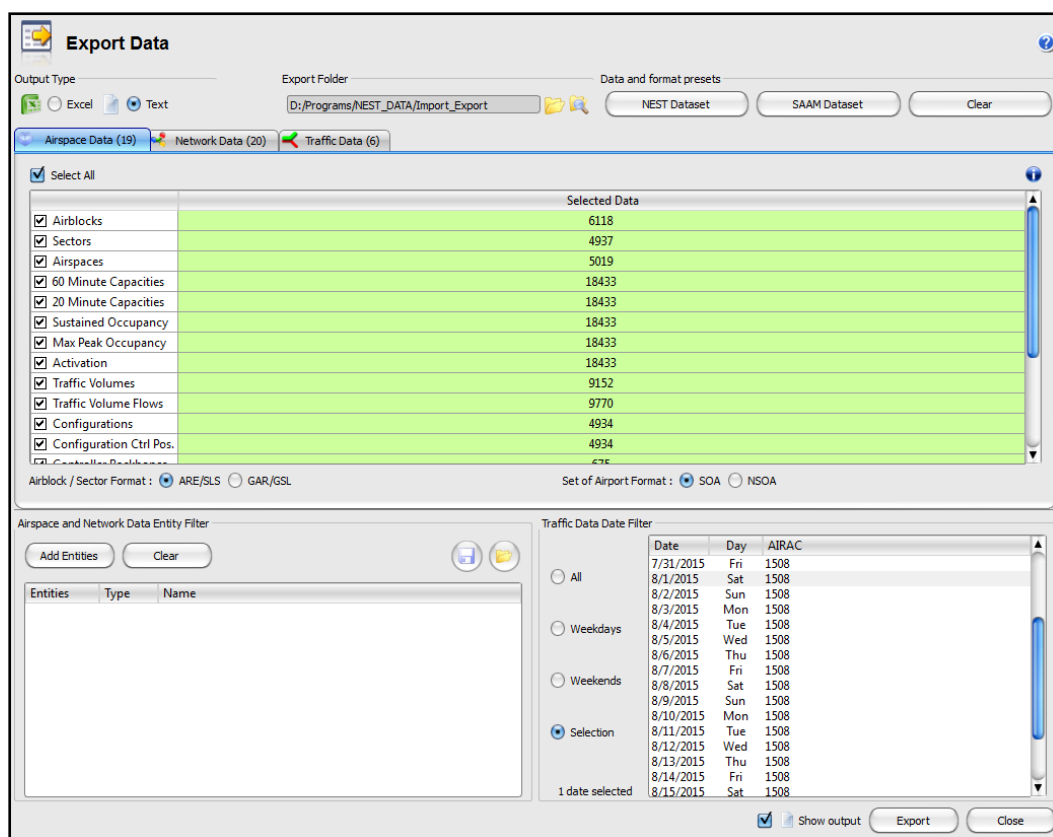 Export Data
Output Type
Export Folder
Data and format presets
Excel
Text
D:/Programs/NEST_DATA/Import_Export
NEST Dataset
SAAM Dataset
Clear
Airspace Data (19)
Network Data (20)
Traffic Data (6)
Select All
Selected Data
Airblocks 6118
Sectors 4937
Airspaces 5019
60 Minute Capacities 18433
20 Minute Capacities 18433
Sustained Occupancy 18433
Max Peak Occupancy 18433
Activation 18433
Traffic Volumes 9152
Traffic Volume Flows 9770
Configurations 4934
Configuration Ctrl Pos. 4934
Controller Backbones 675
Airblock / Sector Format : ARE/SLS GAR/GSL
Set of Airport Format : SOA NSOA
Airspace and Network Data Entity Filter
Add Entities
Clear
Entities Type Name
Traffic Data Date Filter
All
Weekdays
Weekends
Selection
1 date selected
Date Day AIRAC
7/31/2015 Fri 1508
8/1/2015 Sat 1508
8/2/2015 Sun 1508
8/3/2015 Mon 1508
8/4/2015 Tue 1508
8/5/2015 Wed 1508
8/6/2015 Thu 1508
8/7/2015 Fri 1508
8/8/2015 Sat 1508
8/9/2015 Sun 1508
8/10/2015 Mon 1508
8/11/2015 Tue 1508
8/12/2015 Wed 1508
8/13/2015 Thu 1508
8/14/2015 Fri 1508
8/15/2015 Sat 1508
Show output
Export
Close